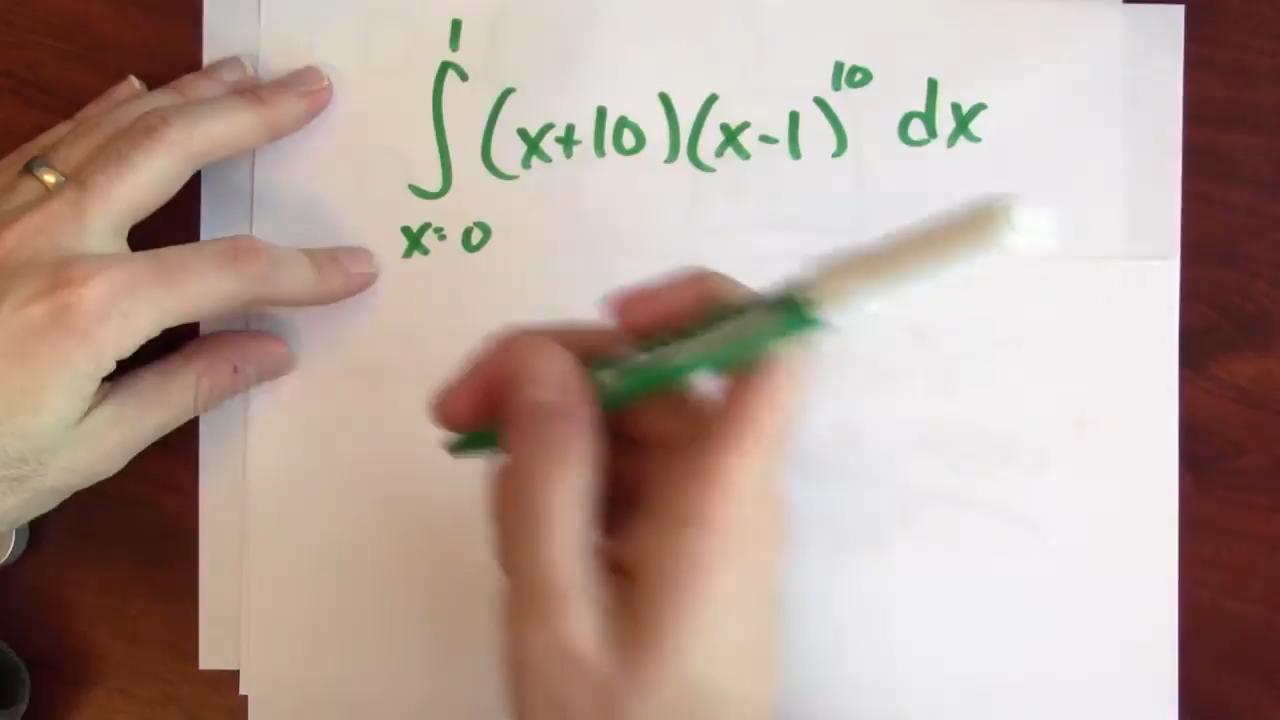 1
∫ (x+10)(x-1)^10 dx
x=0